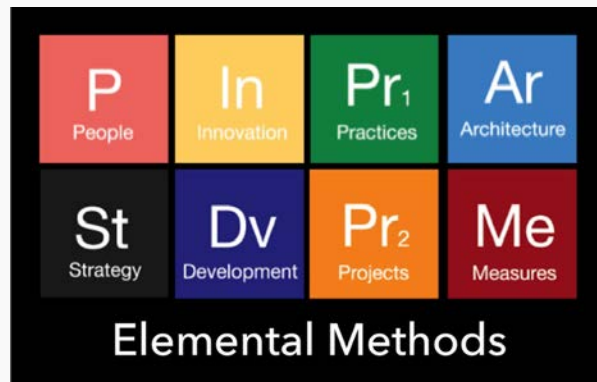 P In Pr₁ Ar
People Innovation Practices Architecture
St Dv Pr₂ Me
Strategy Development Projects Measures
Elemental Methods